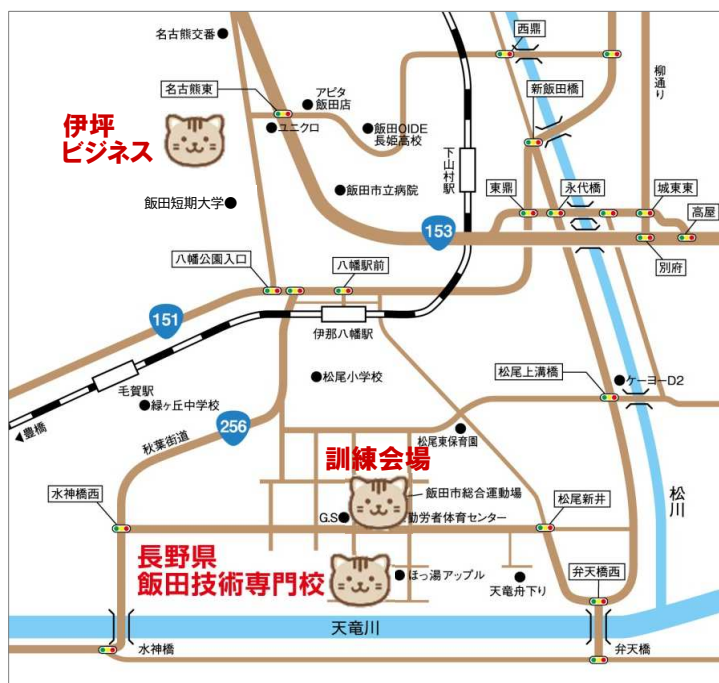 名古熊交番
西鼎
柳通り
名古熊東
アピタ
飯田店
新飯田橋
伊坪
ビジネス
ユニクロ
飯田OIDE
長姫高校
下山村駅
飯田短期大学
飯田市立病院
東鼎
永代橋
城東東
高屋
153
八幡公園入口
八幡駅前
別府
151
伊那八幡駅
毛賀駅
松尾小学校
松尾上溝橋
ケーヨーD2
緑ヶ丘中学校
豊橋
256
秋葉街道
松尾東保育園
訓練会場
水神橋西
飯田市総合運動場
松尾新井
松川
G.S
勤労者体育センター
長野県
飯田技術専門校
ほっ湯アップル
天竜舟下り
弁天橋西
天竜川
水神橋
弁天橋